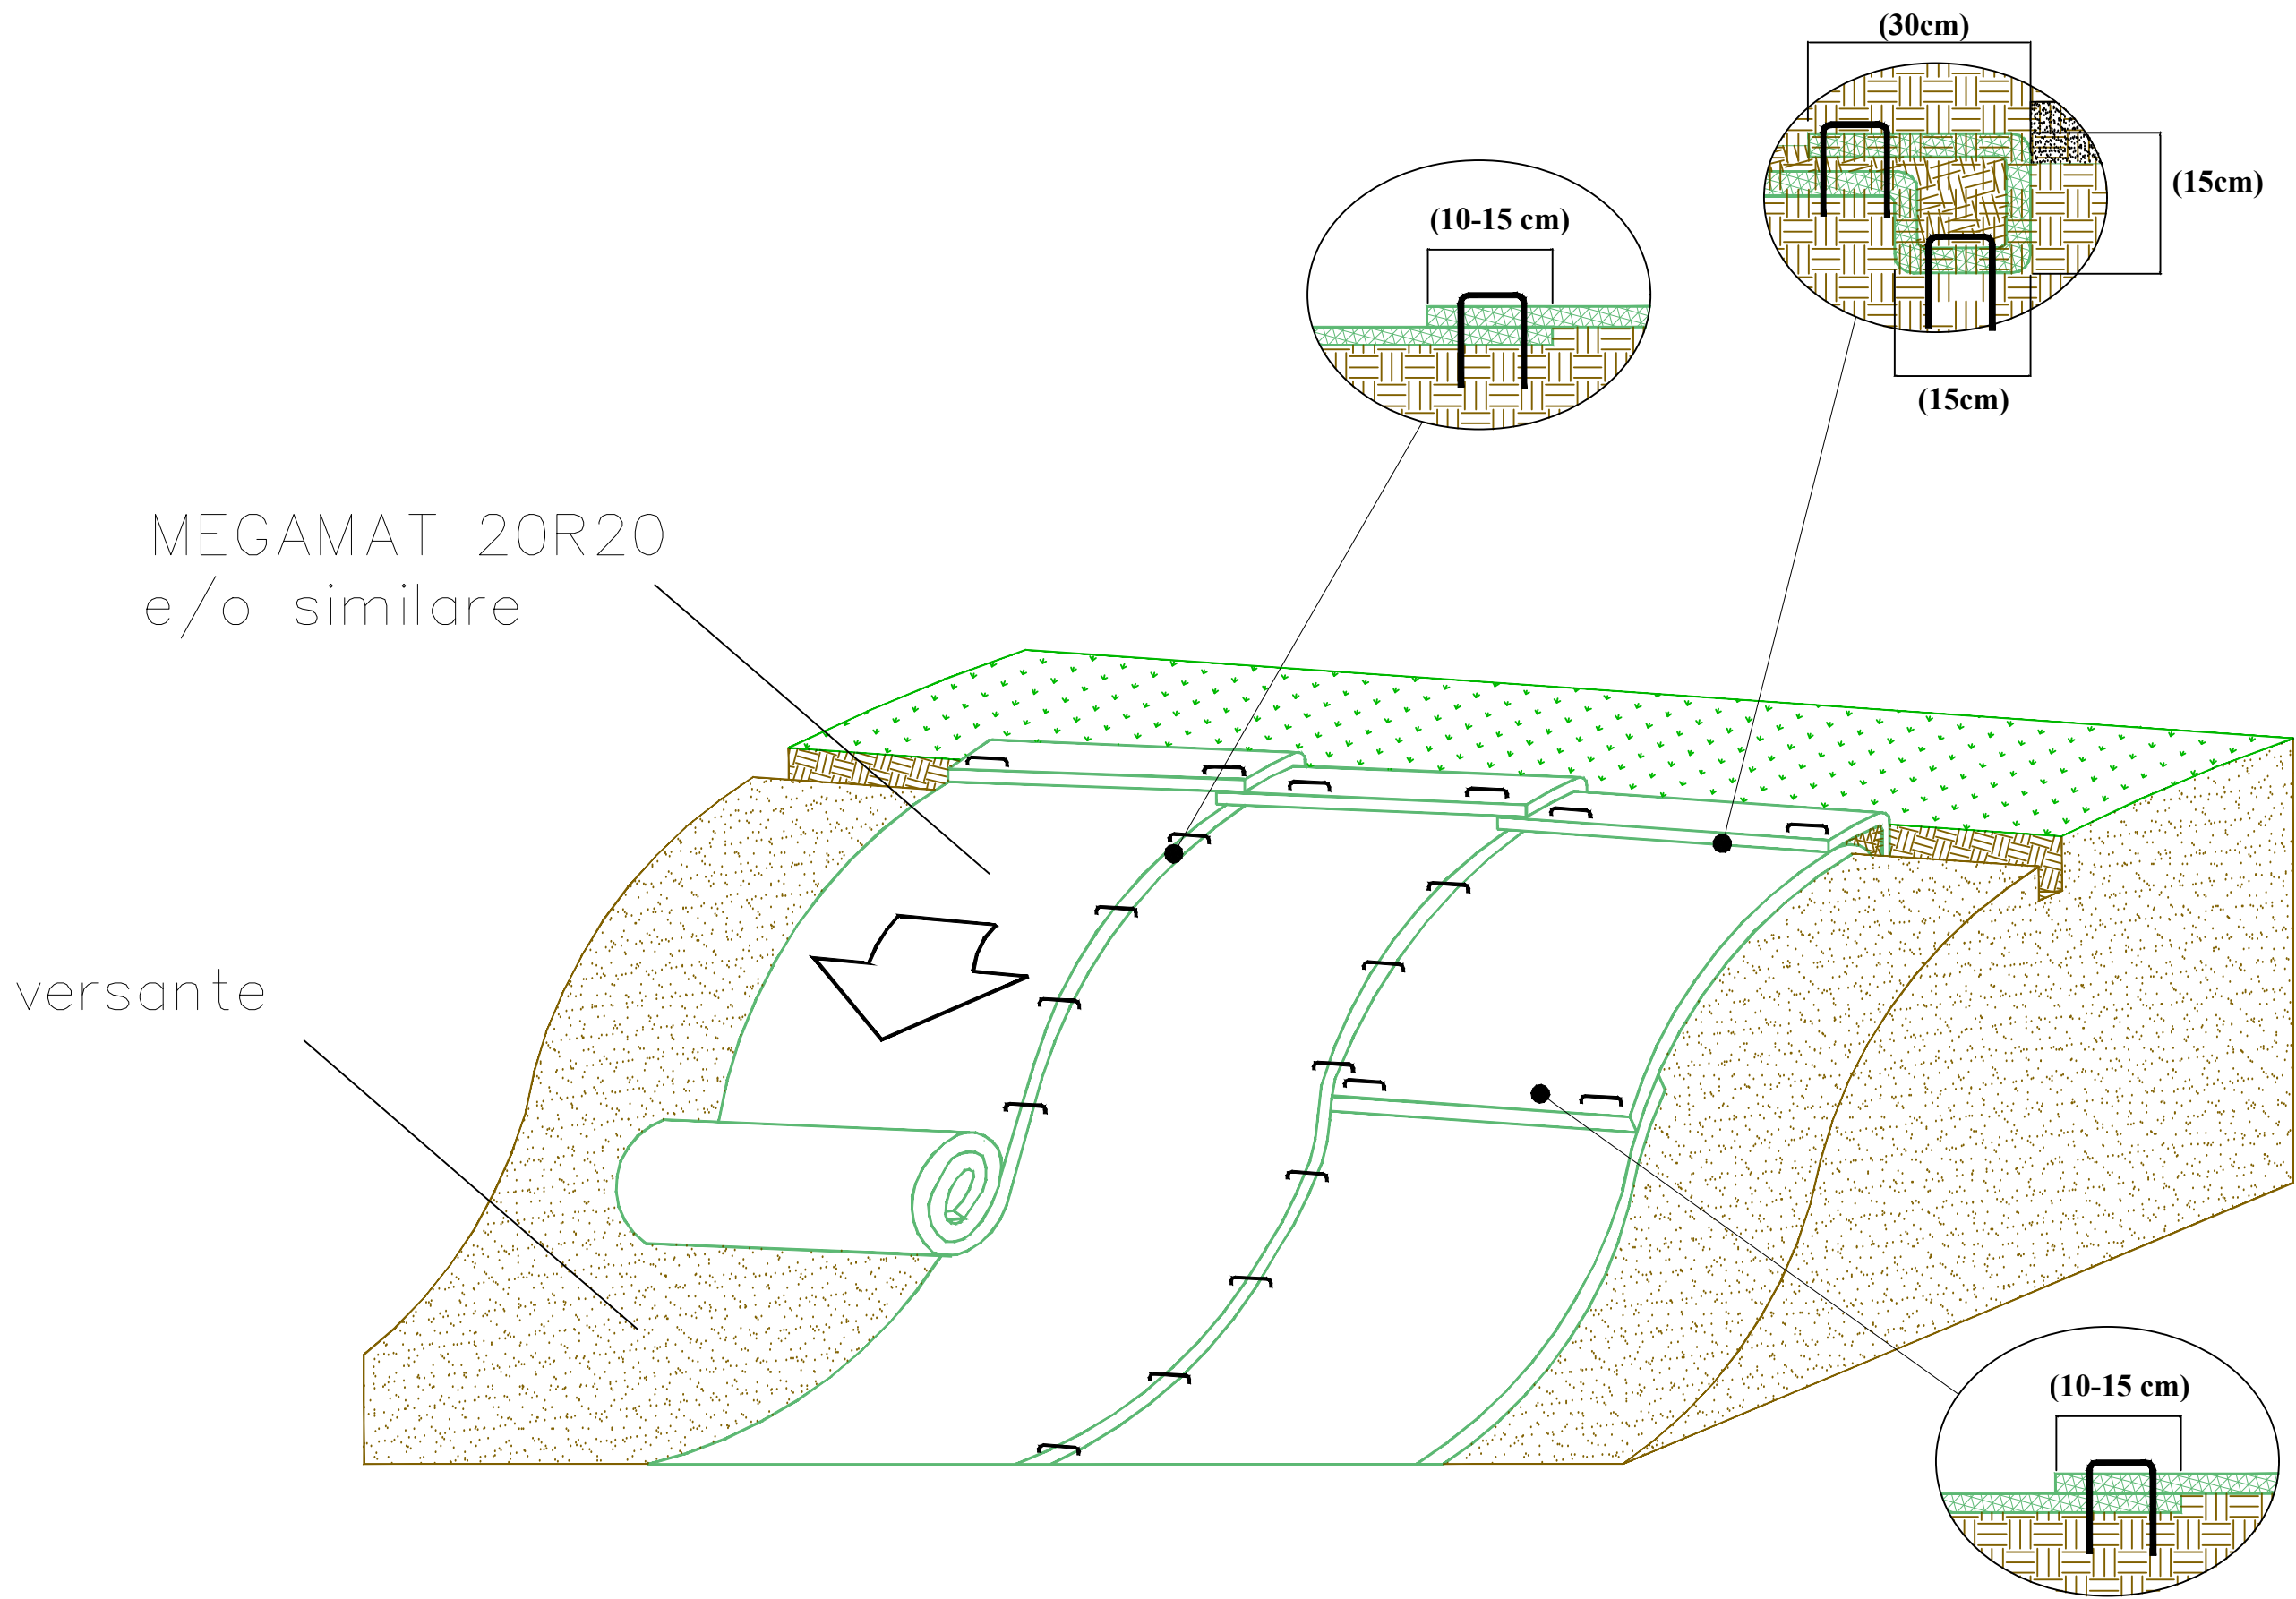 (30cm)
(15cm)
(10-15 cm)
(15cm)
MEGAMAT 20R20
e/o similare
versante
(10-15 cm)